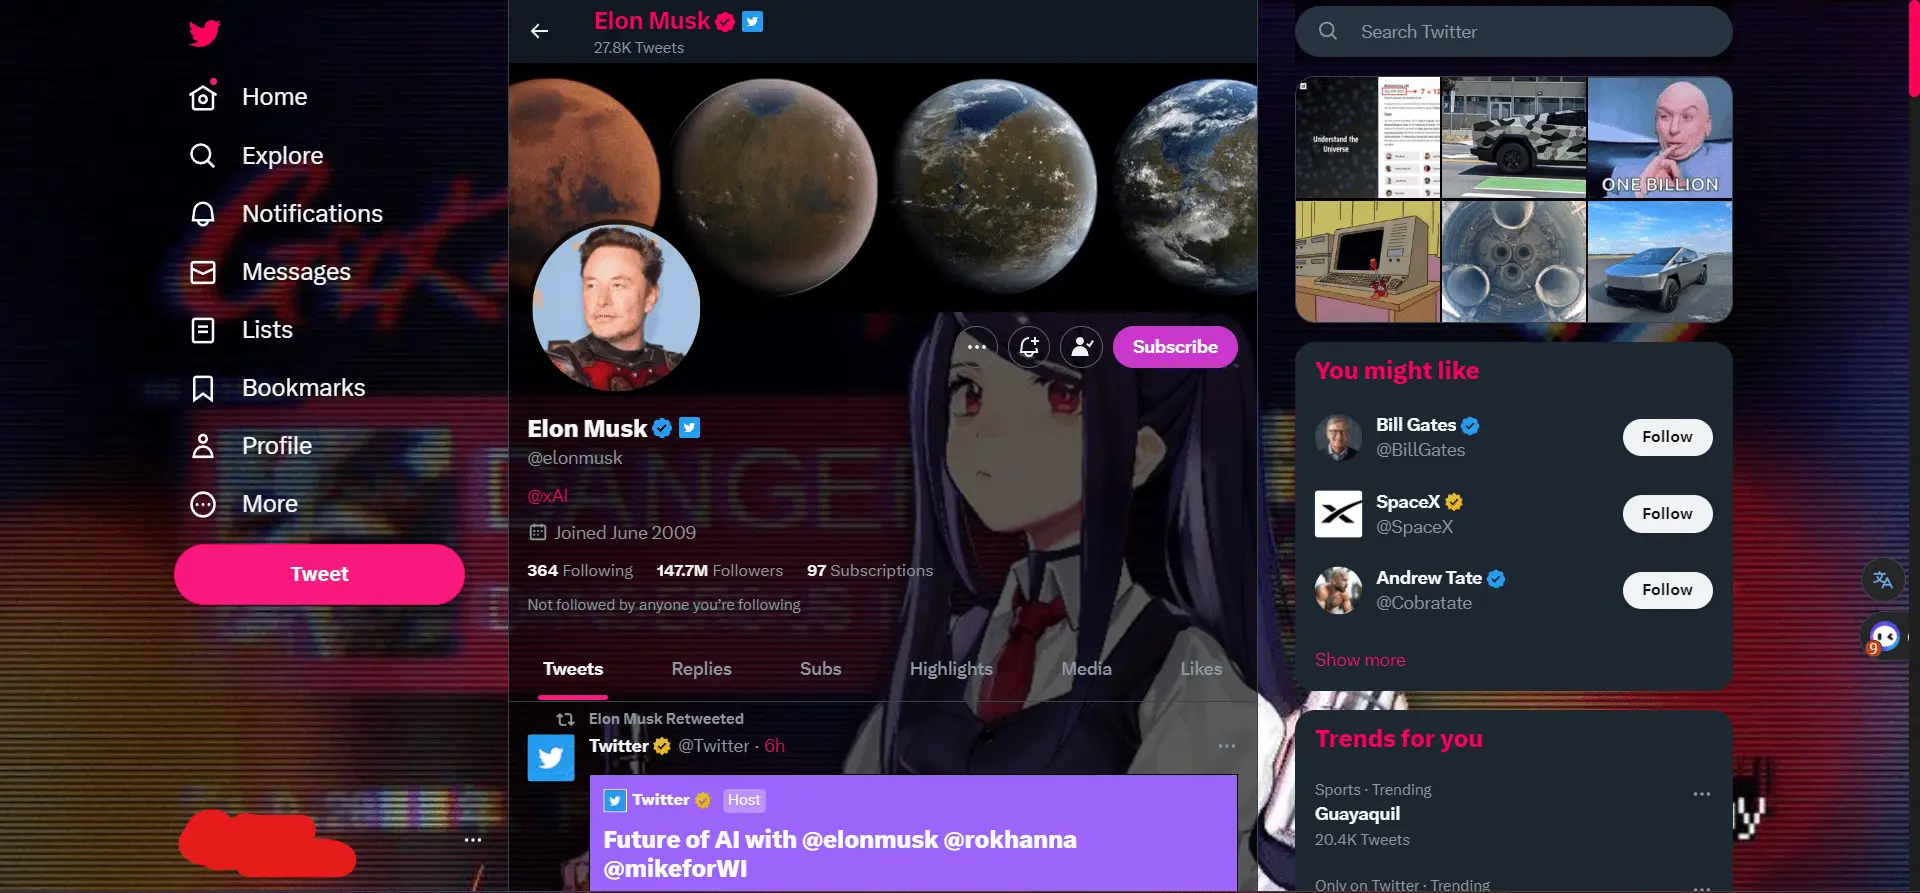 Home
Explore
Notifications
Messages
Lists
Bookmarks
Profile
More
Tweet
Elon Musk
27.8K Tweets
Subscribe
Elon Musk
@elonmusk
@xAI
Joined June 2009
364 Following 147.7M Followers 97 Subscriptions
Not followed by anyone you're following
Tweets Replies Subs Highlights Media Likes
Elon Musk Retweeted
Twitter @Twitter · 6h
Twitter Host
Future of AI with @elonmusk @rokhanna
@mikeforWI
Search Twitter
Understand the
Universe
ONE BILLION
You might like
Bill Gates
@BillGates
Follow
SpaceX
@SpaceX
Follow
Andrew Tate
@Cobratate
Follow
Show more
Trends for you
Sports · Trending
Guayaquil
20.4K Tweets
Only on Twitter · Trending
9